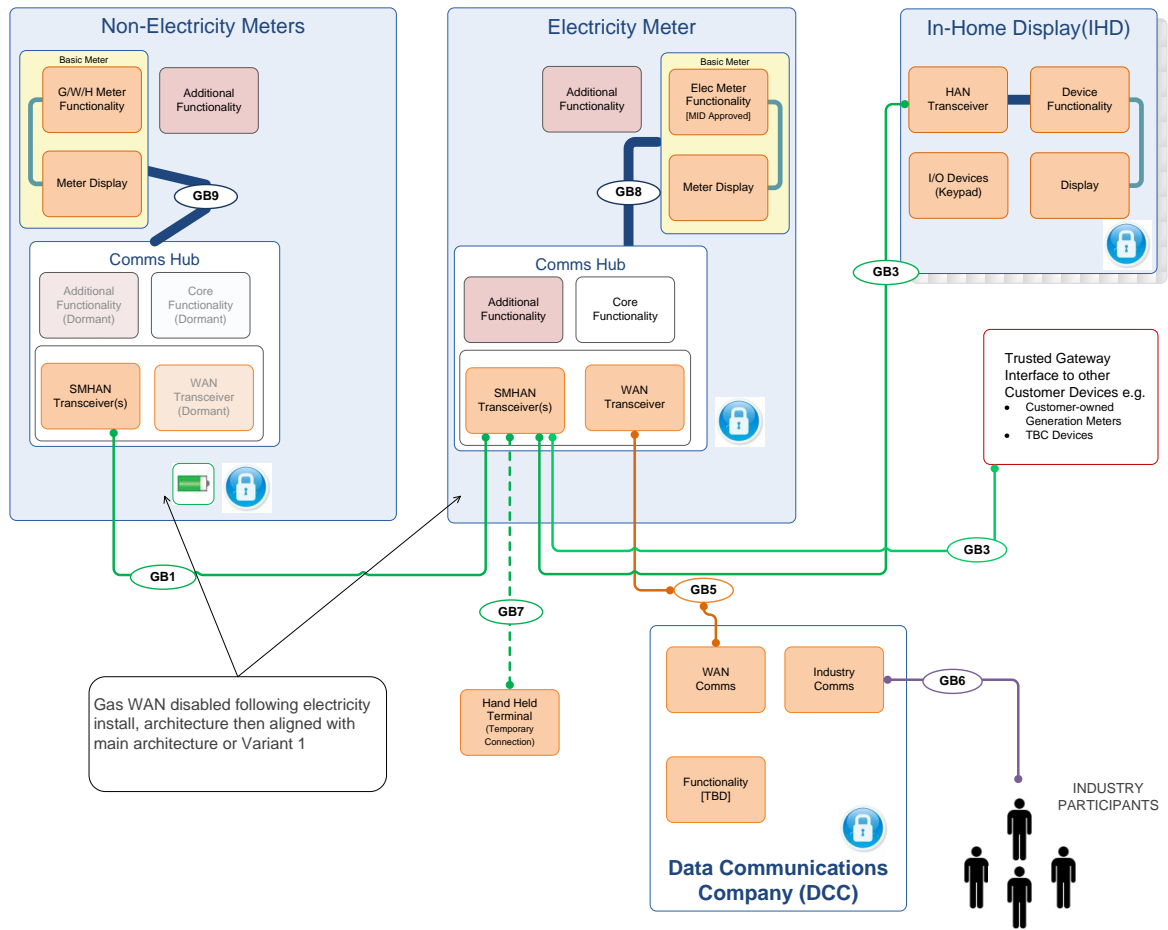 Non-Electricity Meters
Basic Meter
G/W/H Meter
Functionality
Additional
Functionality
Meter Display
GB9
Comms Hub
Additional
Functionality
(Dormant)
Core
Functionality
(Dormant)
SMHAN
Transceiver(s)
WAN
Transceiver
(Dormant)
Electricity Meter
Basic Meter
Additional
Functionality
Elec Meter
Functionality
[MID Approved]
Meter Display
GB8
Comms Hub
Additional
Functionality
Core
Functionality
SMHAN
Transceiver(s)
WAN
Transceiver
In-Home Display(IHD)
HAN
Transceiver
Device
Functionality
I/O Devices
(Keypad)
Display
GB3
Trusted Gateway
Interface to other
Customer Devices e.g.
• Customer-owned
Generation Meters
• TBC Devices
GB3
GB1
GB5
GB7
Gas WAN disabled following electricity
install, architecture then aligned with
main architecture or Variant 1
Hand Held
Terminal
(Temporary
Connection)
WAN
Comms
Industry
Comms
GB6
Functionality
[TBD]
Data Communications
Company (DCC)
INDUSTRY
PARTICIPANTS